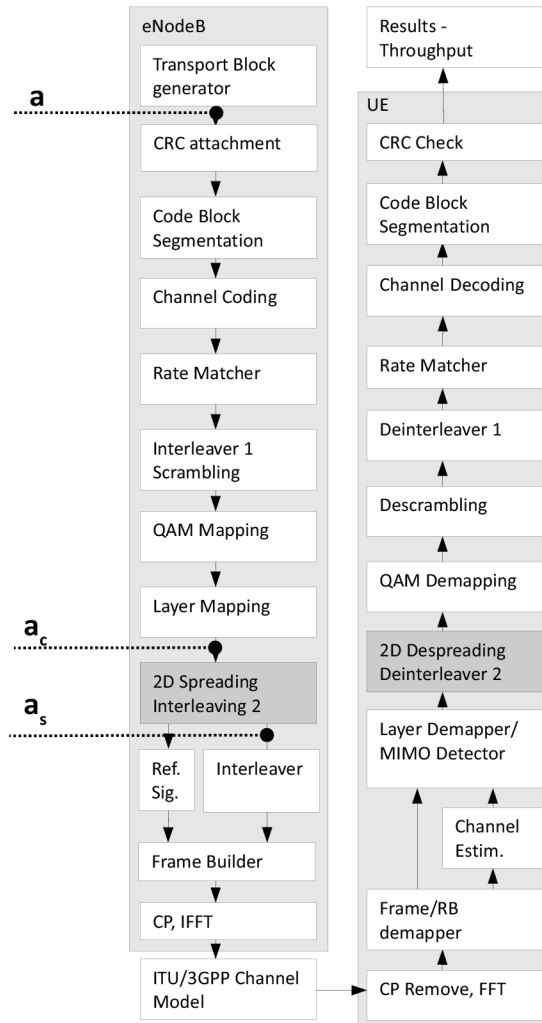 eNodeB
Transport Block
generator
a
CRC attachment
Code Block
Segmentation
Channel Coding
Rate Matcher
Interleaver 1
Scrambling
QAM Mapping
Layer Mapping
a_c
2D Spreading
Interleaving 2
a_s
Ref.
Sig.
Interleaver
Frame Builder
CP, IFFT
ITU/3GPP Channel
Model
Results -
Throughput
UE
CRC Check
Code Block
Segmentation
Channel Decoding
Rate Matcher
Deinterleaver 1
Descrambling
QAM Demapping
2D Despreading
Deinterleaver 2
Layer Demapper/
MIMO Detector
Channel
Estim.
Frame/RB
demapper
CP Remove, FFT